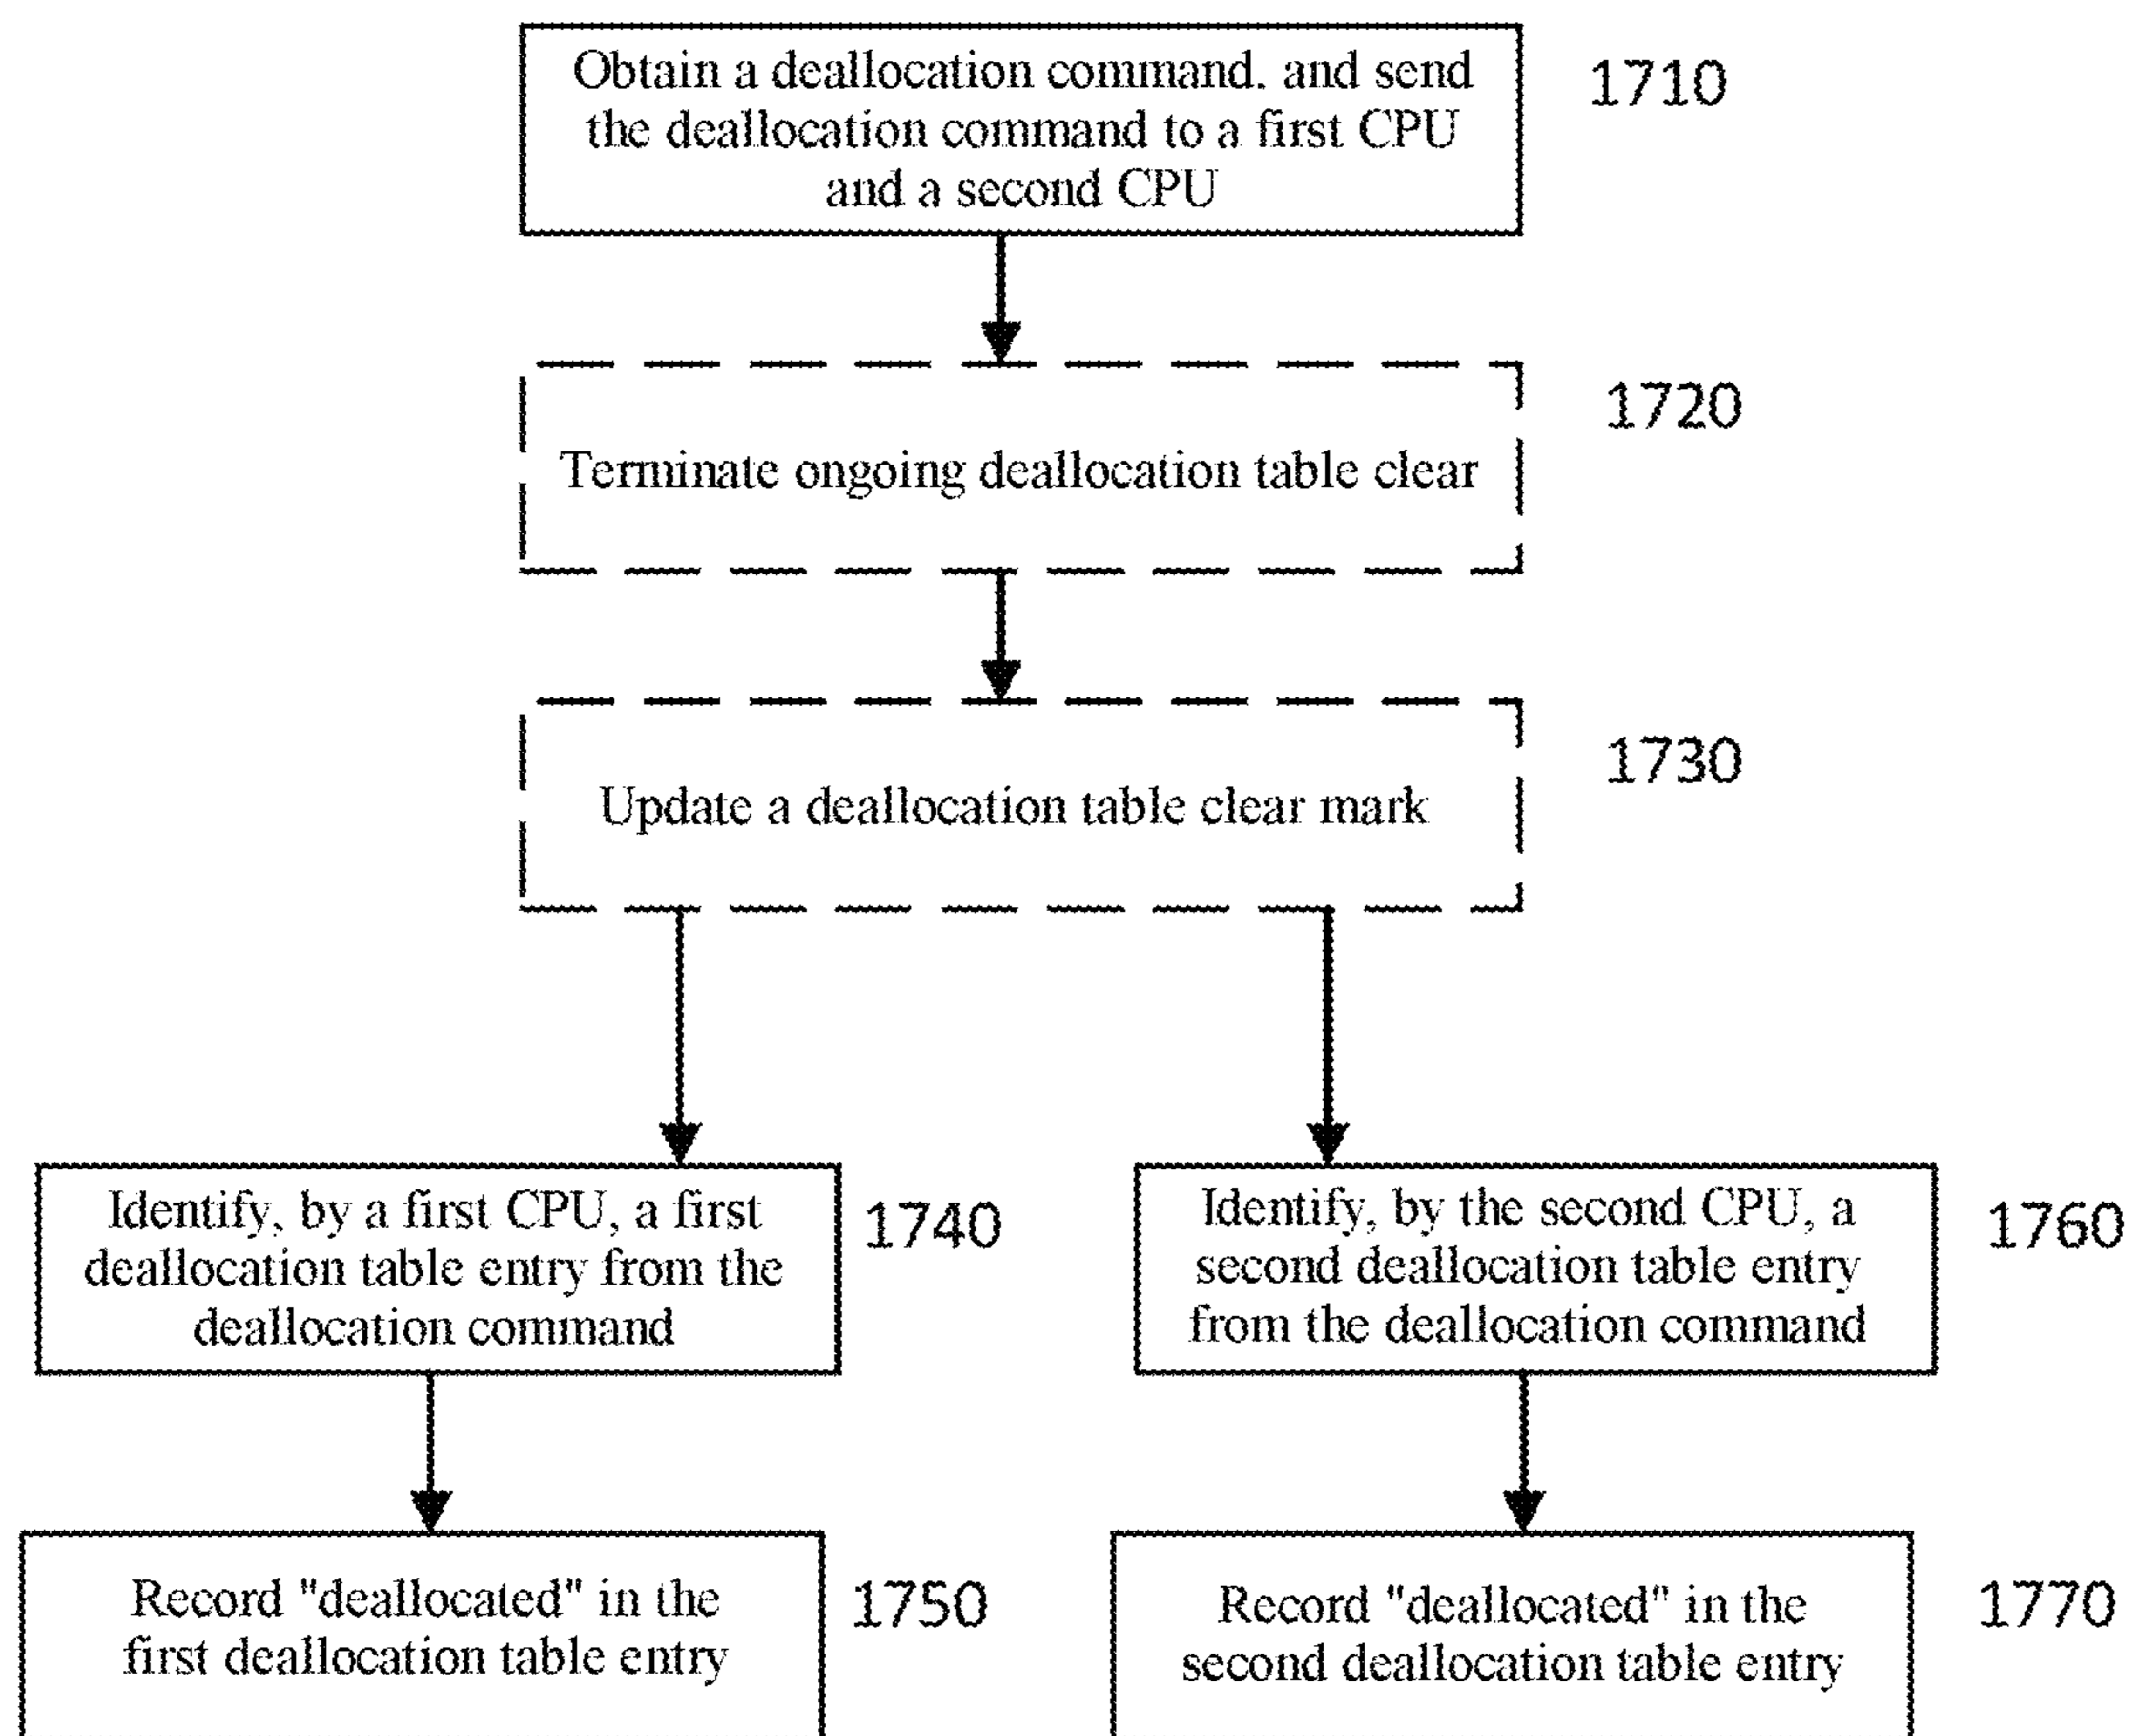 Obtain a deallocation command, and send
the deallocation command to a first CPU
and a second CPU
1710
Terminate ongoing deallocation table clear
1720
Update a deallocation table clear mark
1730
Identify, by a first CPU, a first
deallocation table entry from the
deallocation command
1740
Identify, by the second CPU, a
second deallocation table entry
from the deallocation command
1760
Record "deallocated" in the
first deallocation table entry
1750
Record "deallocated" in the
second deallocation table entry
1770